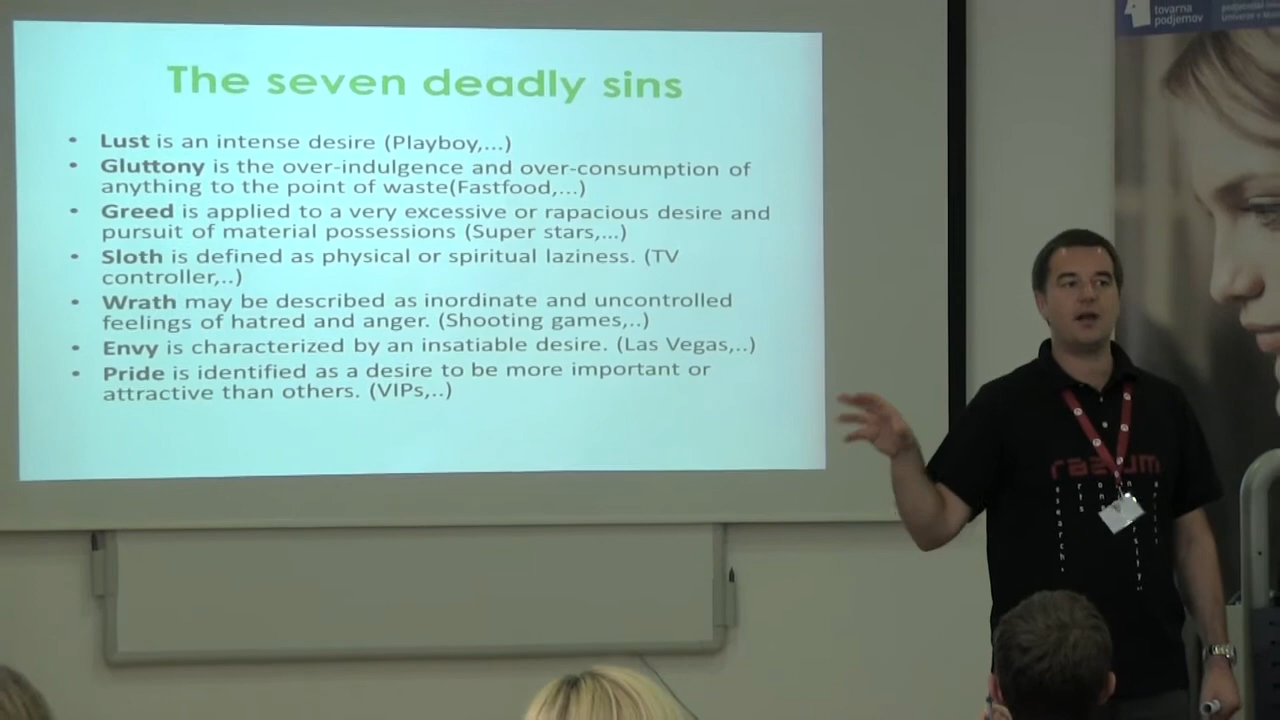 The seven deadly sins
• Lust is an intense desire (Playboy,...)
• Gluttony is the over-indulgence and over-consumption of
anything to the point of waste(Fastfood,...)
• Greed is applied to a very excessive or rapacious desire and
pursuit of material possessions (Super stars,...)
• Sloth is defined as physical or spiritual laziness. (TV
controller,..)
• Wrath may be described as inordinate and uncontrolled
feelings of hatred and anger. (Shooting games,..)
• Envy is characterized by an insatiable desire. (Las Vegas,..)
• Pride is identified as a desire to be more important or
attractive than others. (VIPs,..)
tovarna
podjemov